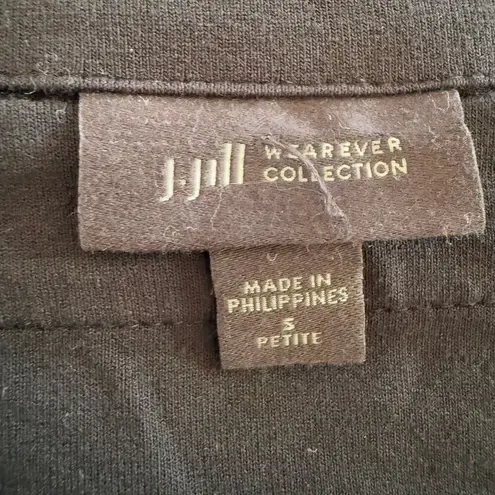 J.Jill WEAREVER
COLLECTION
MADE IN
PHILIPPINES
S
PETITE